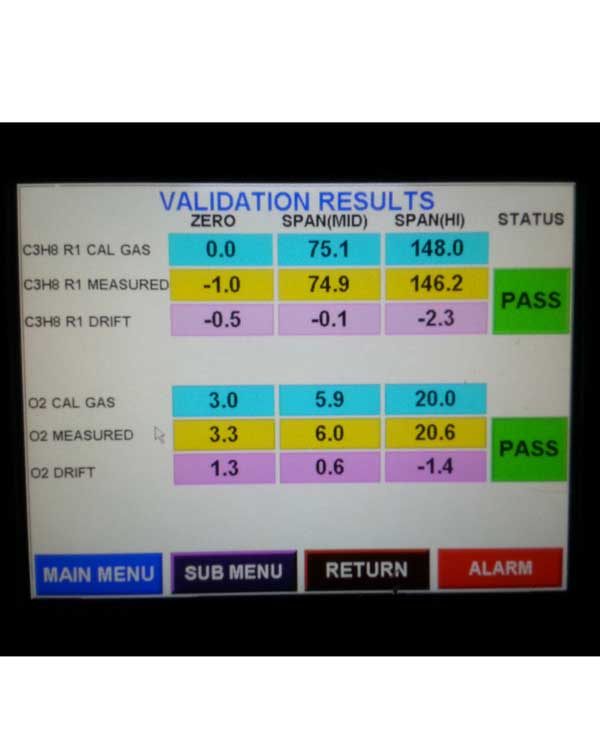 VALIDATION RESULTS
ZERO SPAN(MID) SPAN(HI) STATUS
C3H8 R1 CAL GAS 0.0 75.1 148.0
C3H8 R1 MEASURED -1.0 74.9 146.2 PASS
C3H8 R1 DRIFT -0.5 -0.1 -2.3
O2 CAL GAS 3.0 5.9 20.0
O2 MEASURED 3.3 6.0 20.6 PASS
O2 DRIFT 1.3 0.6 -1.4
MAIN MENU SUB MENU RETURN ALARM